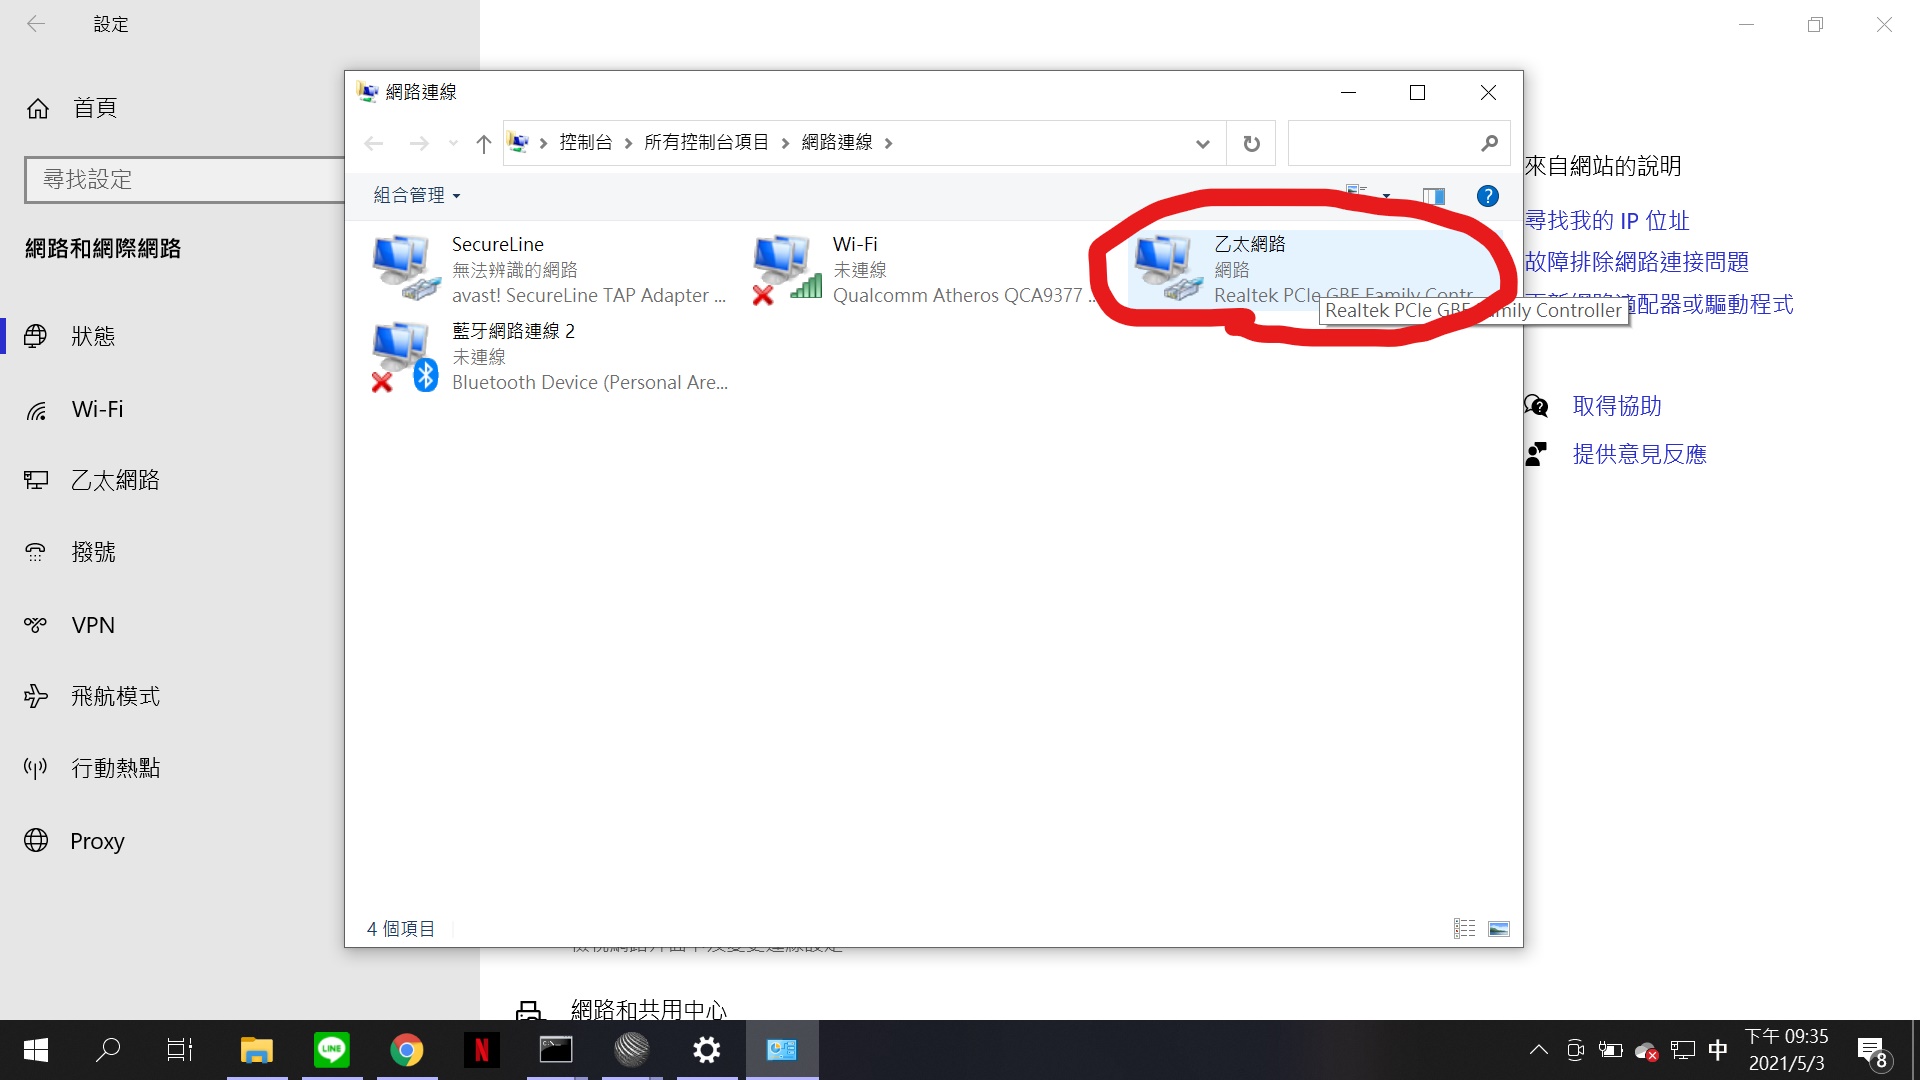 設定
首頁
尋找設定
網路和網際網路
狀態
Wi-Fi
乙太網路
撥號
VPN
飛航模式
行動熱點
Proxy
網路連線
控制台
所有控制台項目
網路連線
組合管理
SecureLine
無法辨識的網路
avast! SecureLine TAP Adapter ...
Wi-Fi
未連線
Qualcomm Atheros QCA9377 ...
乙太網路
網路
Realtek PCIe GBE Family Contr
Realtek PCIe GBE Family Controller
藍牙網路連線 2
未連線
Bluetooth Device (Personal Are...
4 個項目
來自網站的說明
尋找我的 IP 位址
故障排除網路連接問題
適配器或驅動程式
取得協助
提供意見反應
網路和共用中心
LINE
N
中
下午 09:35
2021/5/3
8